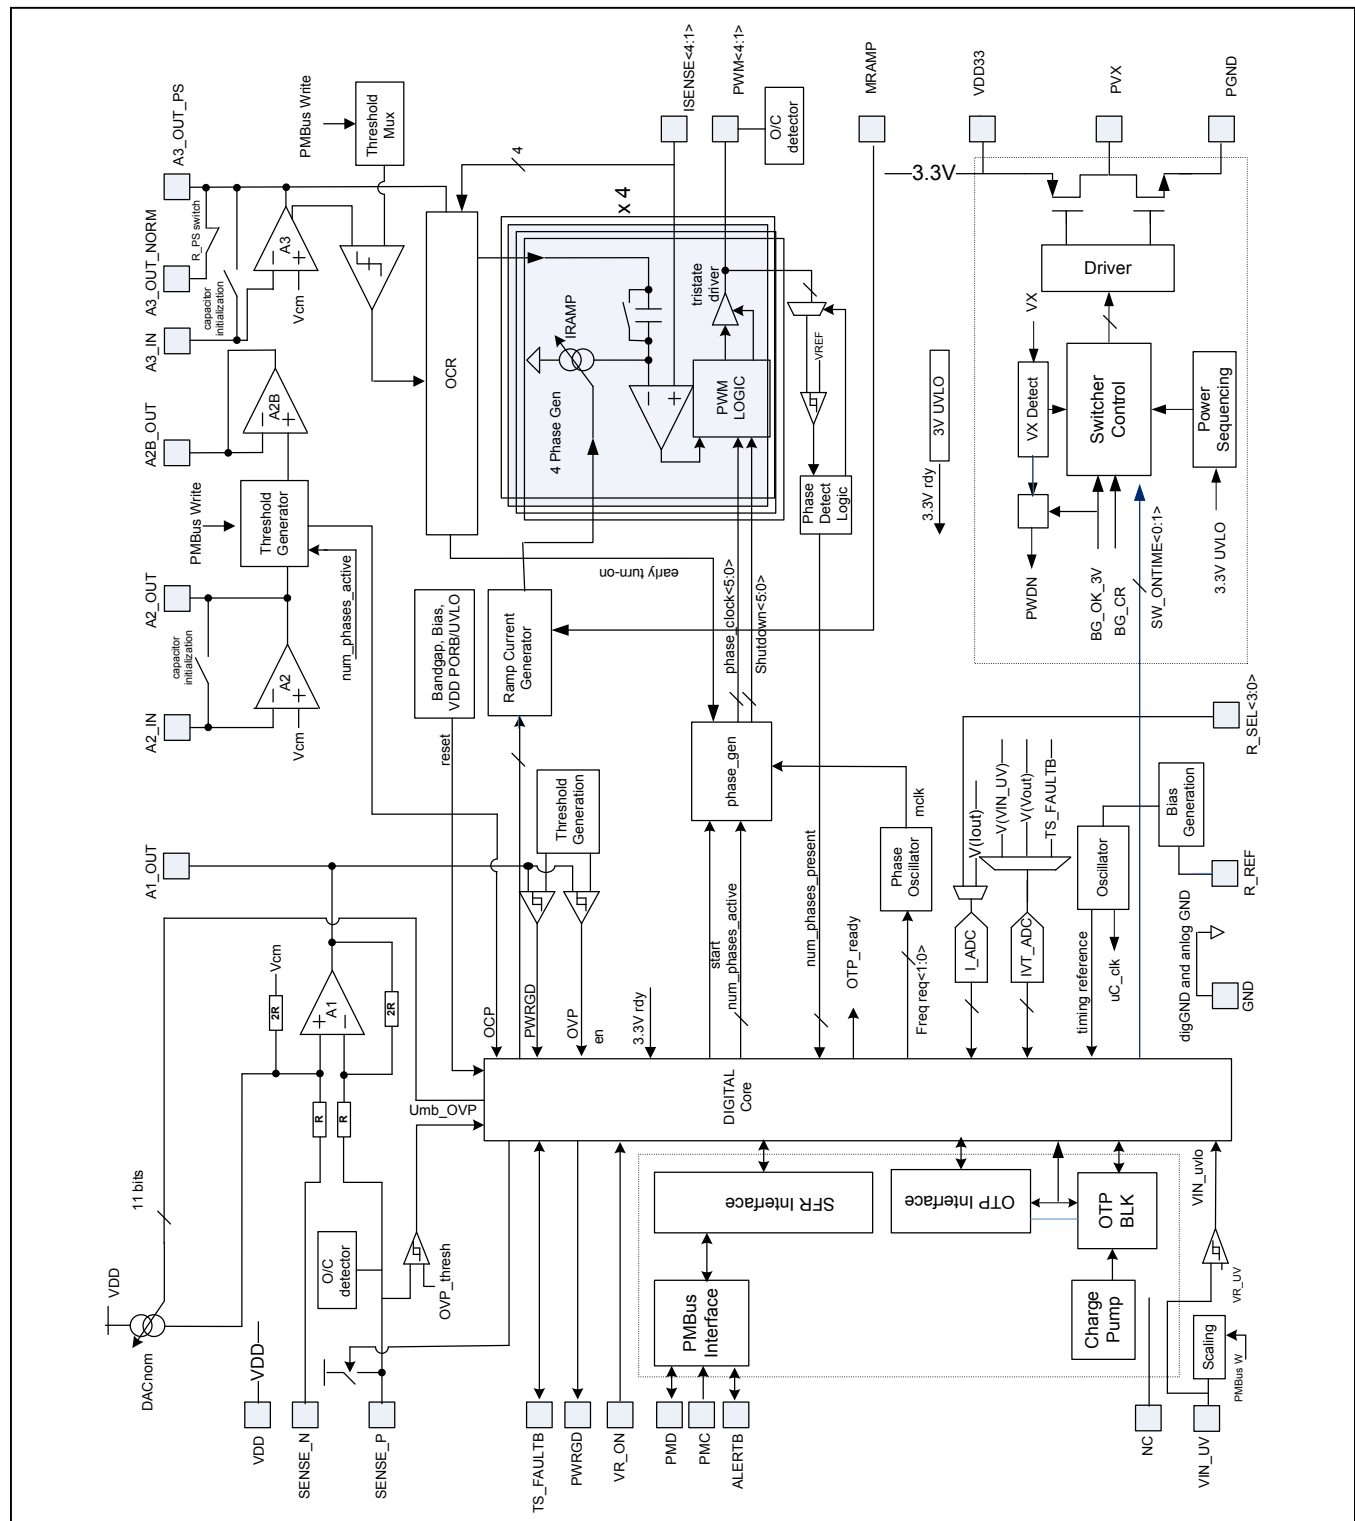 A3_OUT_PS
A3_OUT_NORM
A3_IN
A2B_OUT
A2_OUT
A2_IN
A1_OUT
R_PS switch
capacitor
initialization
PMBus Write
Threshold
Mux
A3
Vcm
A2B
PMBus Write
Threshold
Generator
num_phases_active
capacitor
initialization
A2
Vcm
ISENSE<4:1>
PWM<4:1>
O/C
detector
MRAMP
VDD33
PVX
PGND
4
x 4
OCR
IRAMP
4 Phase Gen
tristate
driver
PWM
LOGIC
VREF
Phase
Detect
Logic
early turn-on
phase_clock<5:0>
Shutdown<5:0>
3V UVLO
3.3V rdy
3.3V
Driver
VX
VX Detect
Switcher
Control
Power
Sequencing
PWDN
BG_OK_3V
BG_CR
SW_ONTIME<0:1>
3.3V UVLO
Bandgap, Bias,
VDD PORB/UVLO
Ramp Current
Generator
reset
Threshold
Generation
phase_gen
mclk
Phase
Oscillator
V(Iout)
V(VIN_UV)
V(Vout)
TS_FAULTB
R_SEL<3:0>
Bias
Generation
Oscillator
R_REF
I_ADC
IVT_ADC
timing reference
uC_clk
digGND and anlog GND
GND
start
num_phases_active
num_phases_present
OTP_ready
Freq req<1:0>
3.3V rdy
OCP
PWRGD
OVP
en
Vcm
2R
A1
2R
R
R
DIGITAL
Core
Umb_OVP
11 bits
VDD
DACnom
VDD
O/C
detector
OVP_thresh
SFR Interface
OTP Interface
OTP
BLK
PMBus
Interface
Charge
Pump
VIN_uvlo
VR_UV
Scaling
PMBus W
VDD
SENSE_N
SENSE_P
TS_FAULTB
PWRGD
VR_ON
PMD
PMC
ALERTB
NC
VIN_UV